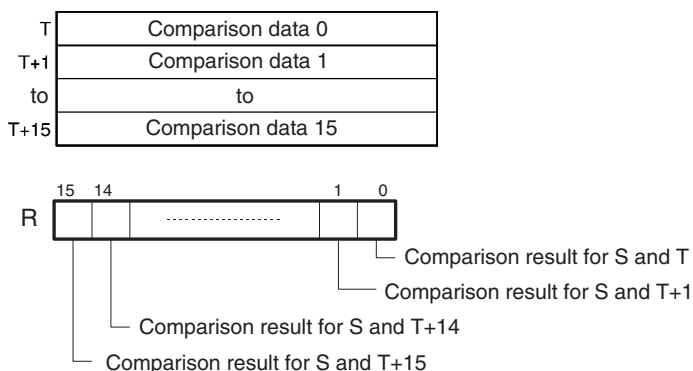 T Comparison data 0
T+1 Comparison data 1
to to
T+15 Comparison data 15
15 14 1 0
R
Comparison result for S and T
Comparison result for S and T+1
Comparison result for S and T+14
Comparison result for S and T+15